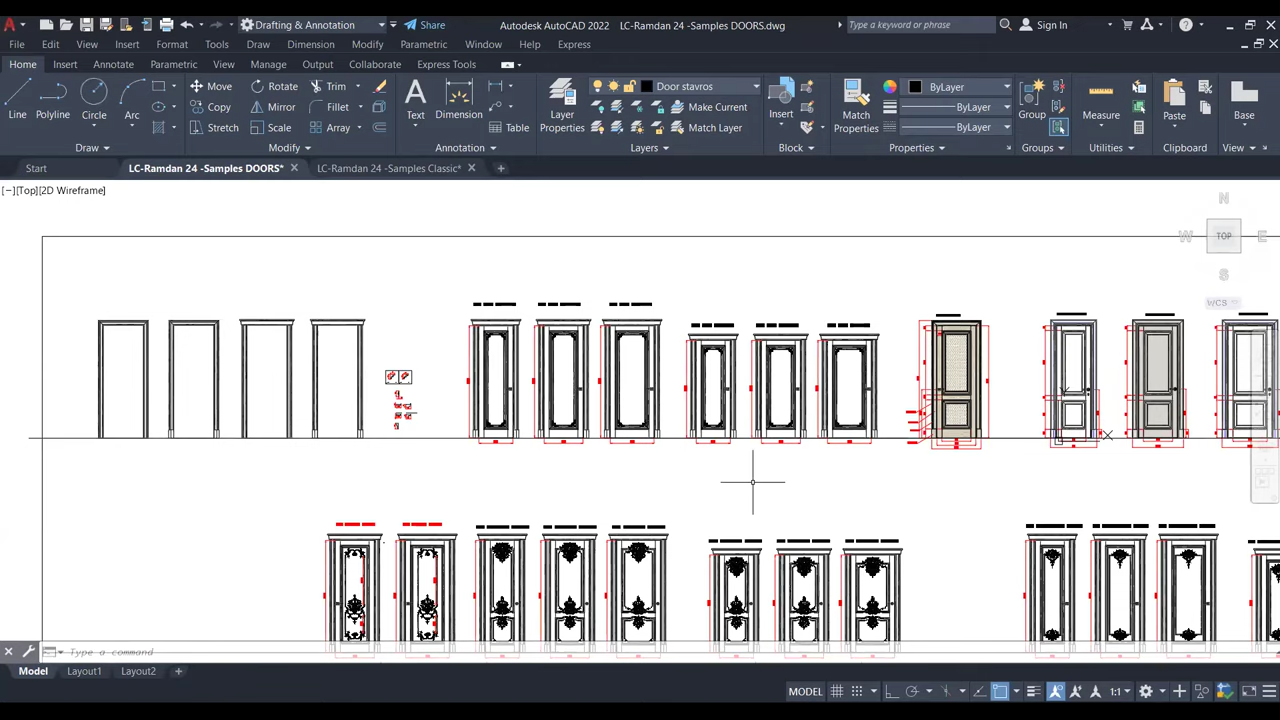 Drafting & Annotation
Share
Autodesk AutoCAD 2022
LC-Ramdan 24 -Samples DOORS.dwg
Type a keyword or phrase
Sign In
File
Edit
View
Insert
Format
Tools
Draw
Dimension
Modify
Parametric
Window
Help
Express
Home
Insert
Annotate
Parametric
View
Manage
Output
Collaborate
Express Tools
Line
Polyline
Circle
Arc
Draw
Move
Copy
Stretch
Rotate
Mirror
Scale
Trim
Fillet
Array
Modify
Text
Dimension
Table
Annotation
Layer
Properties
Door stavros
Make Current
Match Layer
Layers
Insert
Block
Match
Properties
ByLayer
ByLayer
ByLayer
Properties
Group
Groups
Measure
Utilities
Paste
Clipboard
Base
View
Start
LC-Ramdan 24 -Samples DOORS*
LC-Ramdan 24 -Samples Classic*
[−][Top][2D Wireframe]
N
W
TOP
E
S
WCS
Type a command
Model
Layout1
Layout2
MODEL
1:1